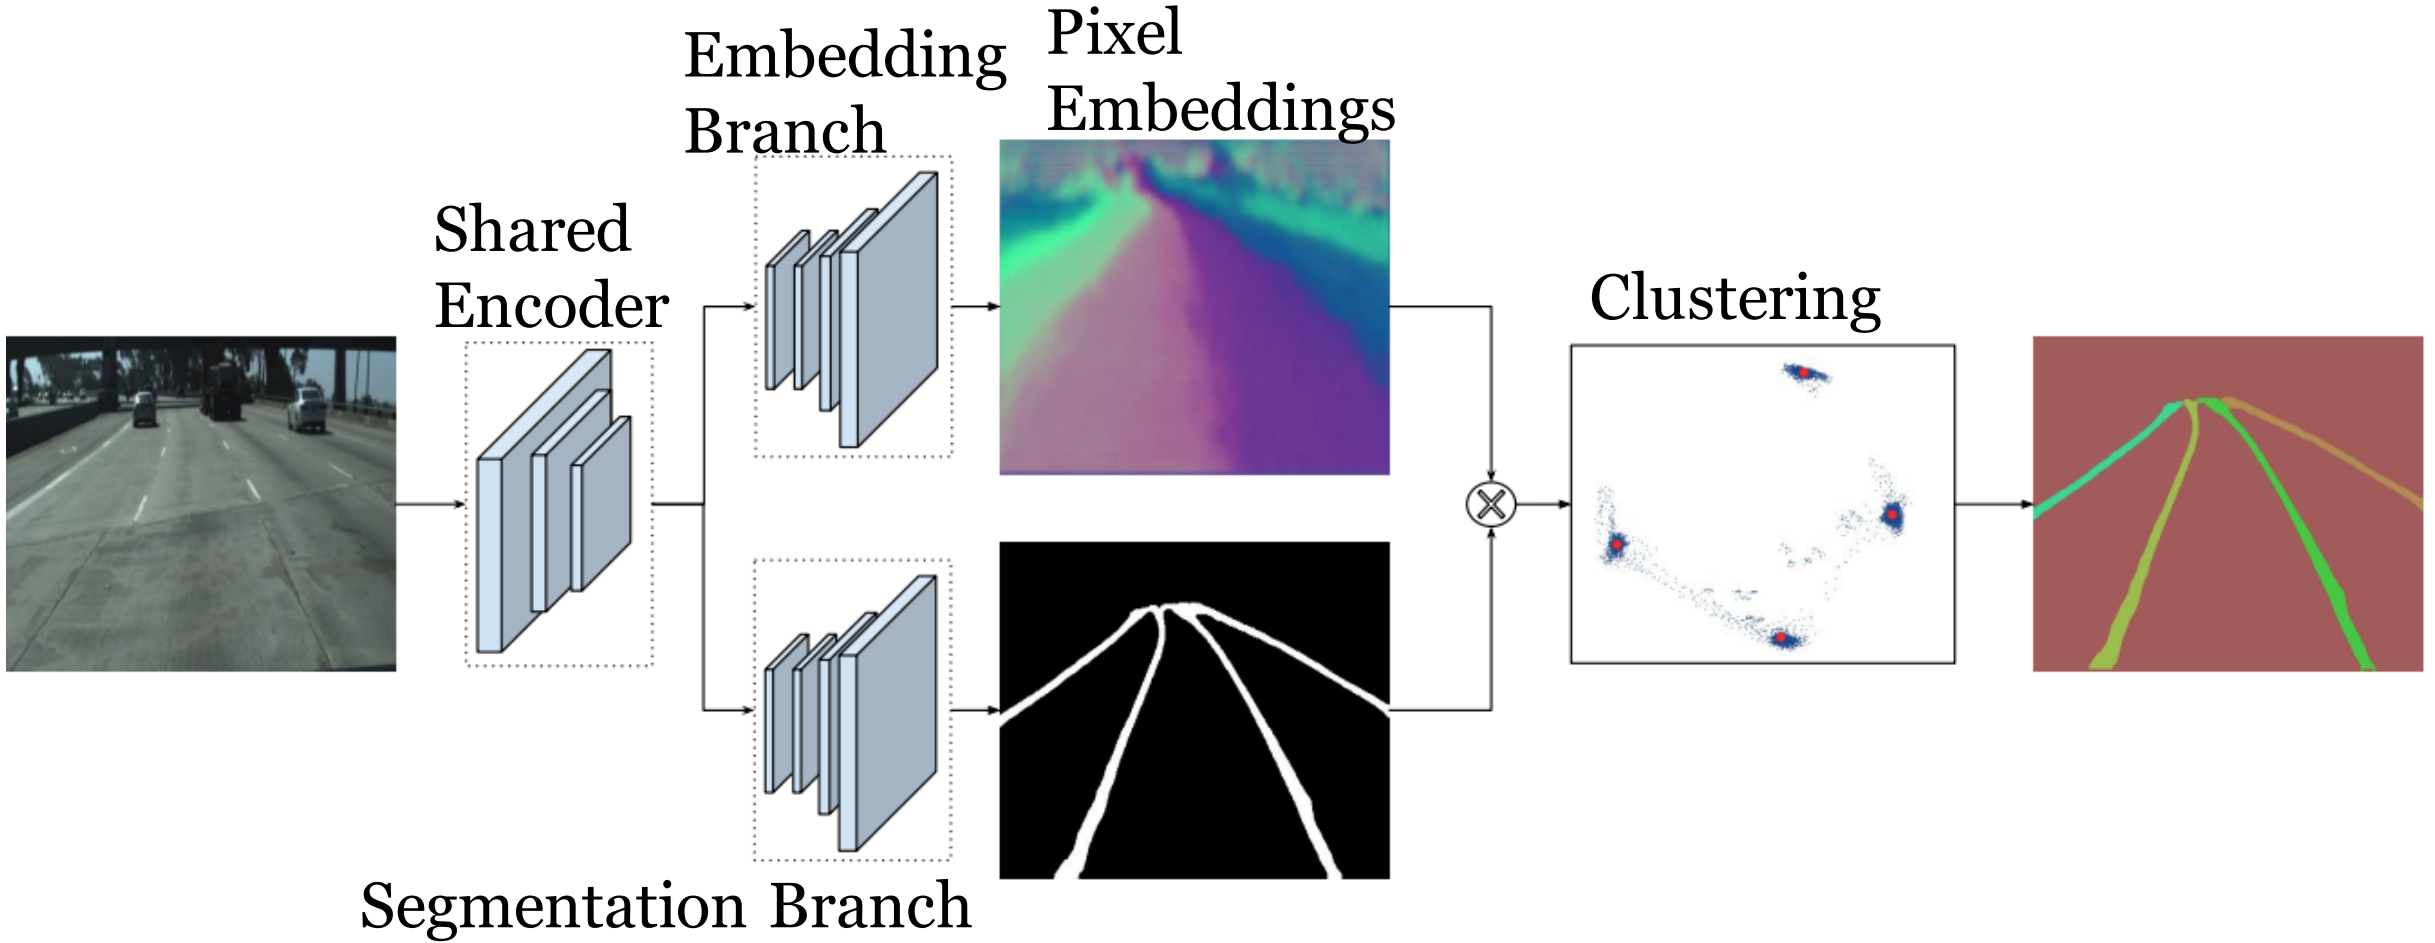 Embedding
Branch
Pixel
Embeddings
Shared
Encoder
Clustering
Segmentation Branch